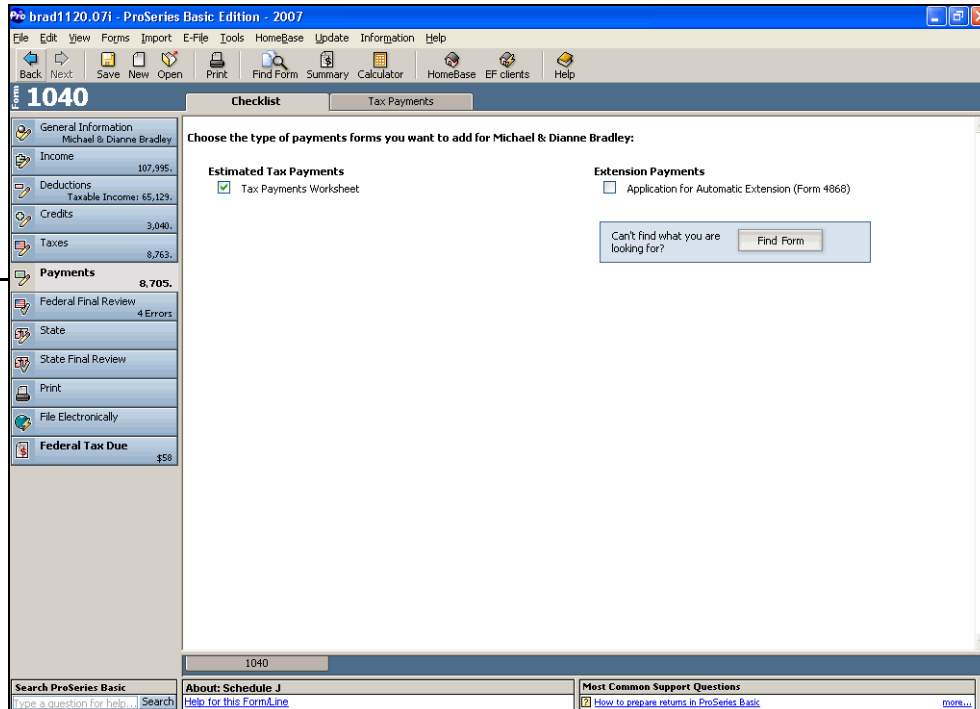 Pro brad1120.07i - ProSeries Basic Edition - 2007
File Edit View Forms Import E-File Tools HomeBase Update Information Help
Back Next Save New Open Print Find Form Summary Calculator HomeBase EF clients Help
Form 1040
Checklist Tax Payments
General Information
Michael & Dianne Bradley
Income
107,995.
Deductions
Taxable Income: 65,129.
Credits
3,040.
Taxes
8,763.
Payments
8,705.
Federal Final Review
4 Errors
State
State Final Review
Print
File Electronically
Federal Tax Due
$58
Choose the type of payments forms you want to add for Michael & Dianne Bradley:
Estimated Tax Payments
Tax Payments Worksheet
Extension Payments
Application for Automatic Extension (Form 4868)
Can't find what you are
looking for?
Find Form
1040
Search ProSeries Basic
Type a question for help... Search
About: Schedule J
Help for this Form/Line
Most Common Support Questions
? How to prepare returns in ProSeries Basic more...